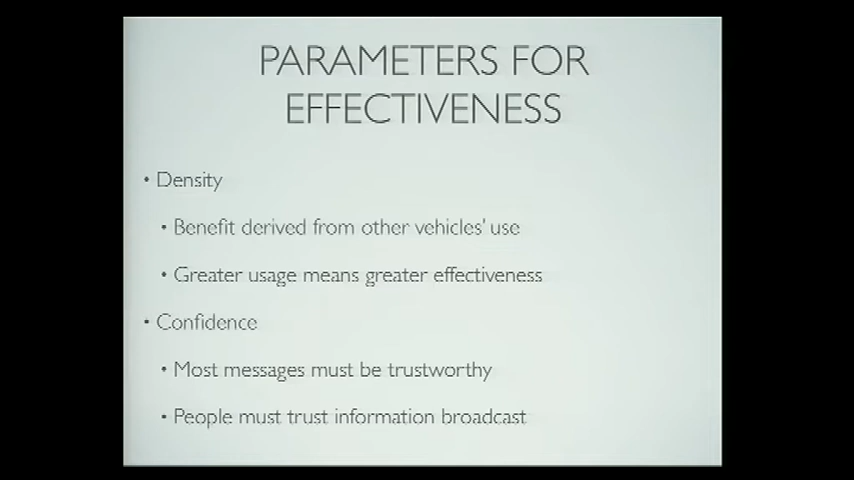 PARAMETERS FOR
EFFECTIVENESS
• Density
• Benefit derived from other vehicles' use
• Greater usage means greater effectiveness
• Confidence
• Most messages must be trustworthy
• People must trust information broadcast